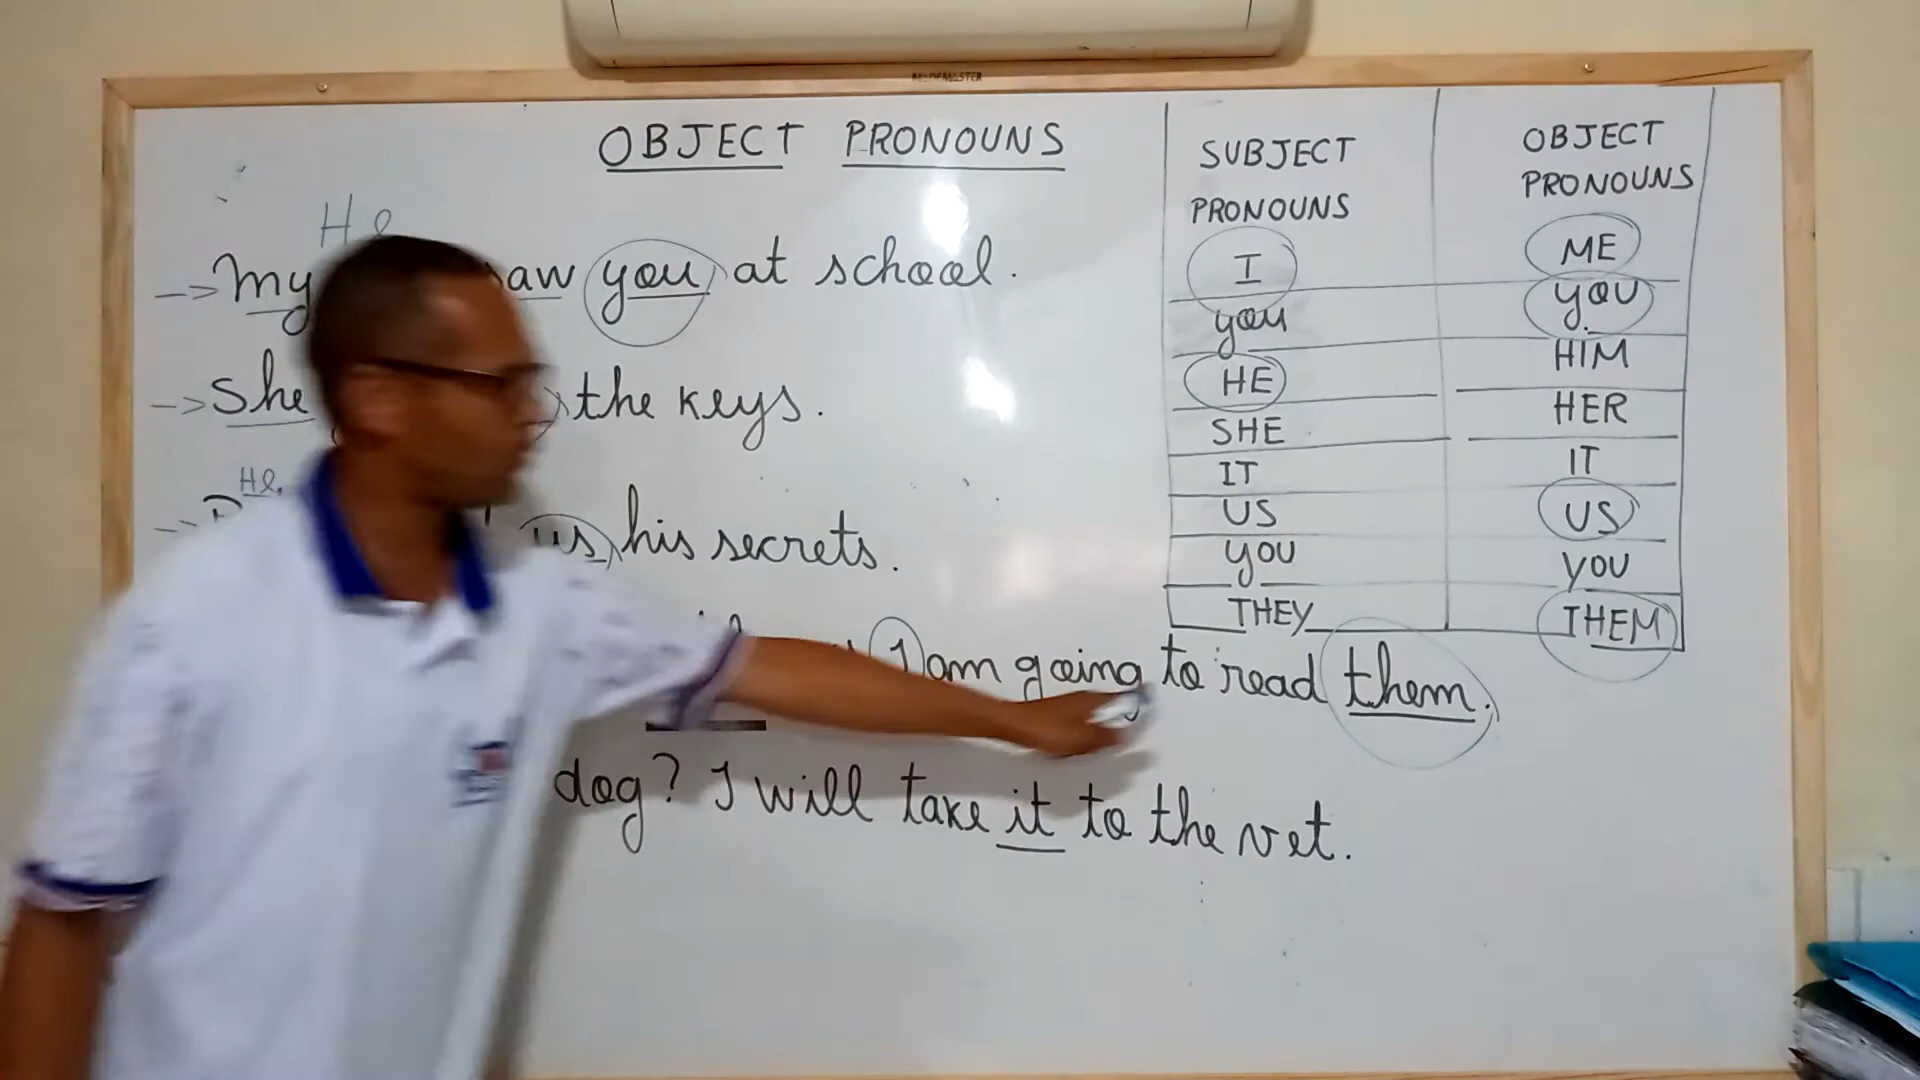 MADEMASTER
OBJECT PRONOUNS
He
-> My saw you at school.
-> She the keys.
He.
-> us his secrets.
I am going to read them.
dog? I will take it to the vet.
SUBJECT PRONOUNS
OBJECT PRONOUNS
I ME
you you
HE HIM
SHE HER
IT IT
US US
you you
THEY THEM